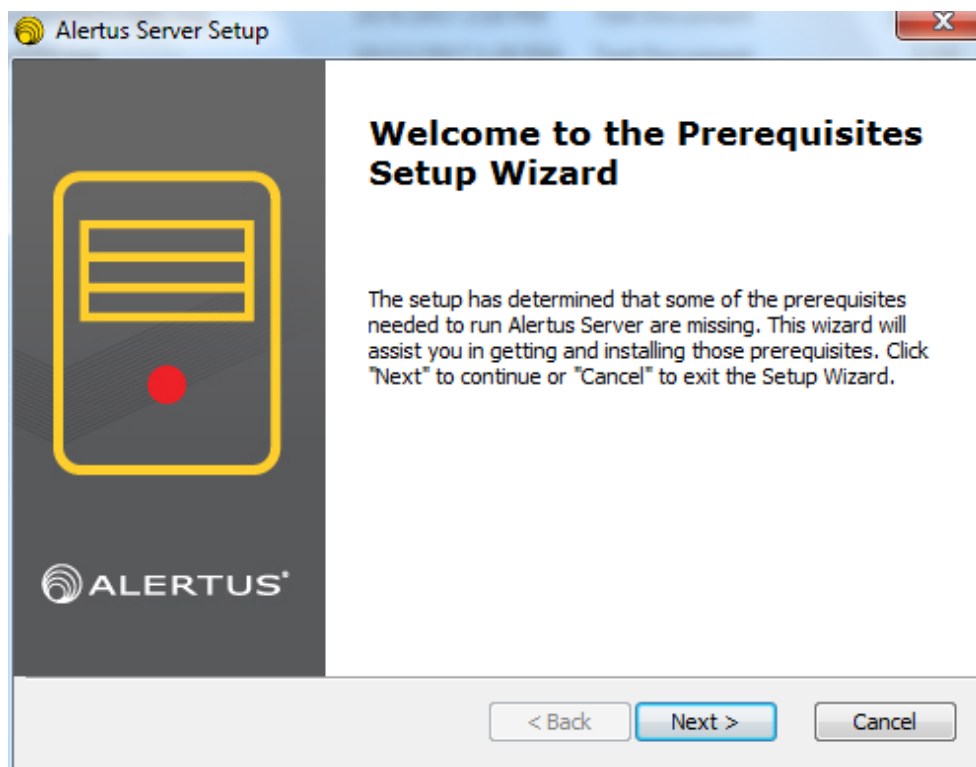 Alertus Server Setup
Welcome to the Prerequisites
Setup Wizard
The setup has determined that some of the prerequisites
needed to run Alertus Server are missing. This wizard will
assist you in getting and installing those prerequisites. Click
"Next" to continue or "Cancel" to exit the Setup Wizard.
ALERTUS
< Back Next > Cancel